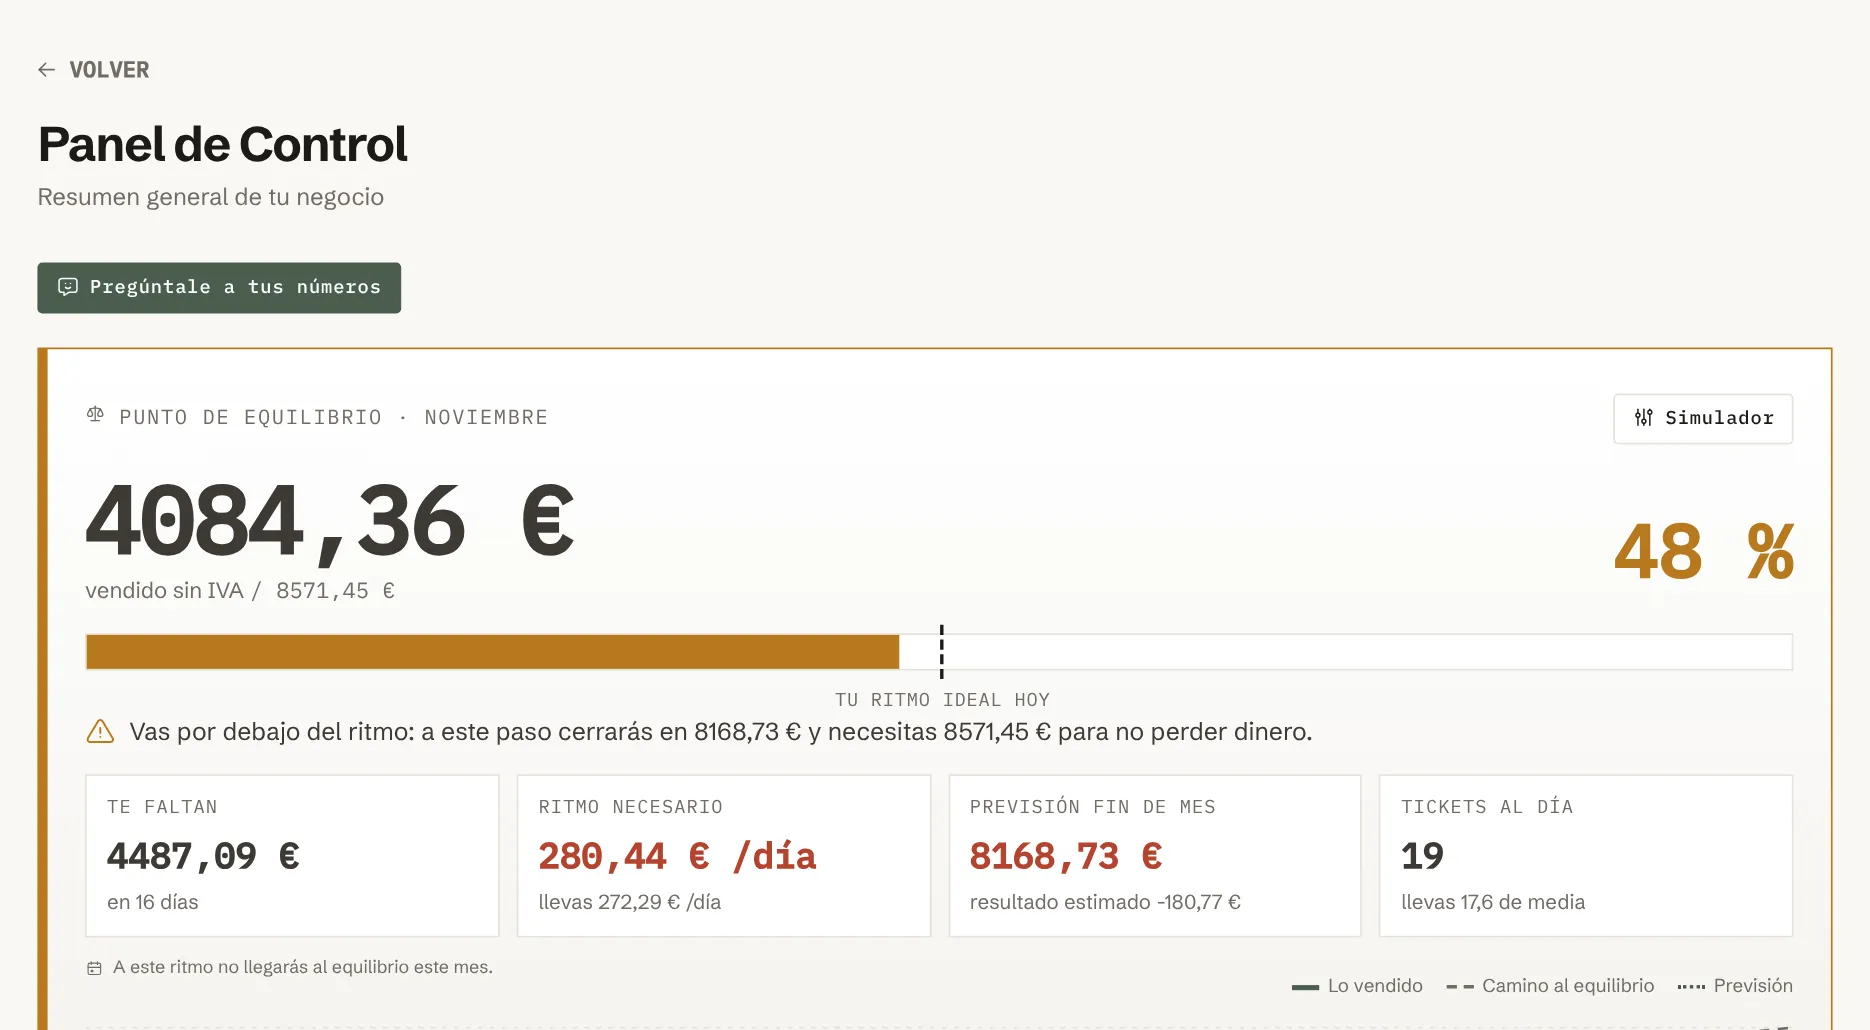 ← VOLVER
Panel de Control
Resumen general de tu negocio
Pregúntale a tus números
PUNTO DE EQUILIBRIO · NOVIEMBRE
Simulador
4084,36 €
48 %
vendido sin IVA / 8571,45 €
TU RITMO IDEAL HOY
Vas por debajo del ritmo: a este paso cerrarás en 8168,73 € y necesitas 8571,45 € para no perder dinero.
TE FALTAN
4487,09 €
en 16 días
RITMO NECESARIO
280,44 € /día
llevas 272,29 € /día
PREVISIÓN FIN DE MES
8168,73 €
resultado estimado -180,77 €
TICKETS AL DÍA
19
llevas 17,6 de media
A este ritmo no llegarás al equilibrio este mes.
Lo vendido
Camino al equilibrio
Previsión